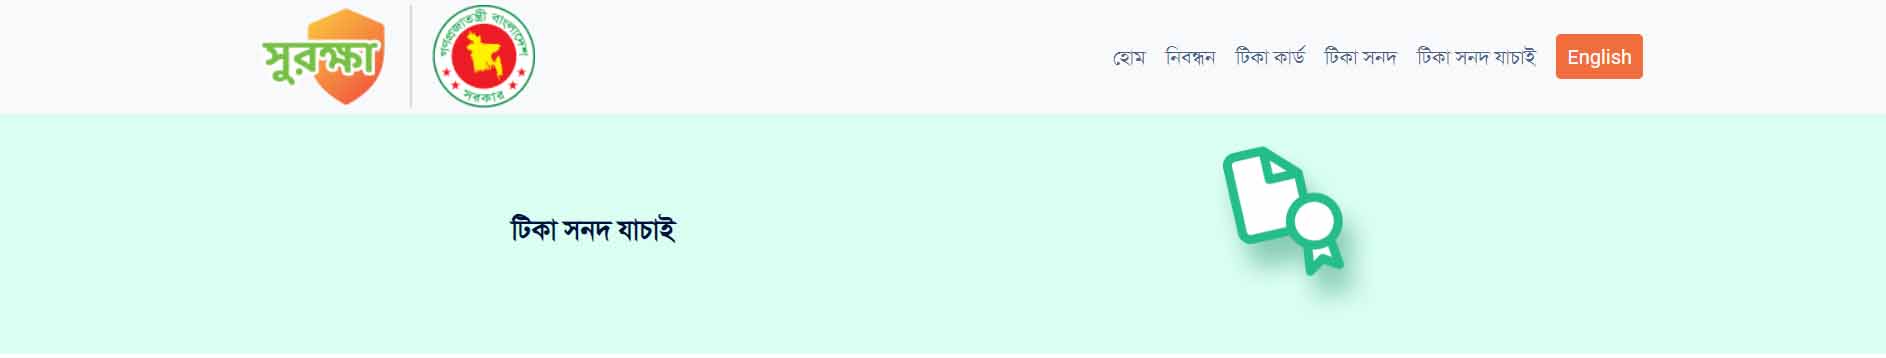 সুরক্ষা
গণপ্রজাতন্ত্রী বাংলাদেশ
সরকার
হোম নিবন্ধন টিকা কার্ড টিকা সনদ টিকা সনদ যাচাই English
টিকা সনদ যাচাই